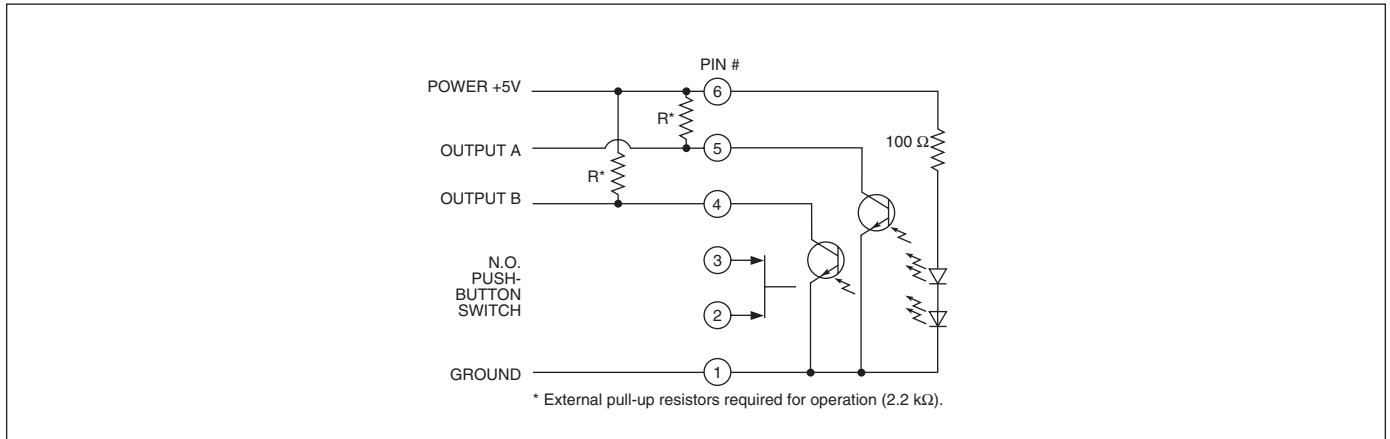 PIN #
POWER +5V
6
R*
100 Ω
OUTPUT A
5
R*
OUTPUT B
4
N.O.
PUSH-
BUTTON
SWITCH
3
2
GROUND
1
* External pull-up resistors required for operation (2.2 kΩ).